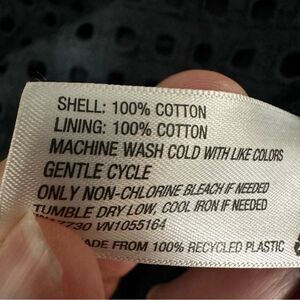 SHELL: 100% COTTON
LINING: 100% COTTON
MACHINE WASH COLD WITH LIKE COLORS
GENTLE CYCLE
ONLY NON-CHLORINE BLEACH IF NEEDED
TUMBLE DRY LOW, COOL IRON IF NEEDED
VN1055164
MADE FROM 100% RECYCLED PLASTIC